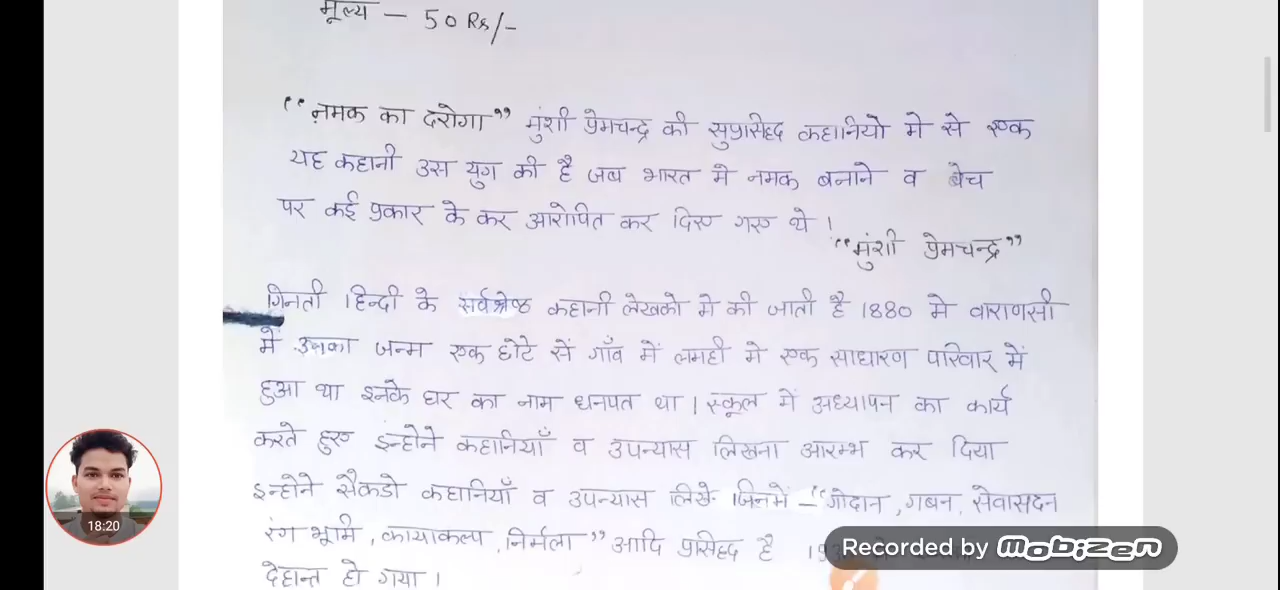 मूल्य — 50 Rs/-
"नमक का दरोगा" मुंशी प्रेमचन्द्र की सुप्रासिद्द कहानियो मे से एक
यह कहानी उस युग की है जब भारत मे नमक बनाने व बेच
पर कई प्रकार के कर आरोपित कर दिए गए थे।
"मुंशी प्रेमचन्द्र"
गिनती हिन्दी के सर्वश्रेष्ठ कहानी लेखको मे की जाती है 1880 मे वाराणसी
में उनका जन्म एक छोटे सें गाँव में लमही मे एक साधारण परिवार में
हुआ था इनके घर का नाम धनपत था। स्कूल में अध्यापन का कार्य
करते हुए इन्होने कहानियाँ व उपन्यास लिखना आरम्भ कर दिया
इन्होने सैकडो कहानियाँ व उपन्यास लिखे जिनमें — "गोदान, गबन, सेवासदन
रंग भूमि, कायाकल्प, निर्मला" आदि प्रासिद्द है
देहान्त हो गया।
18:20
Recorded by mobizen